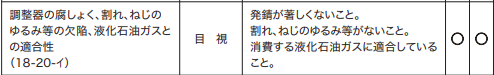 調整器の腐しょく、割れ、ねじの
ゆるみ等の欠陥、液化石油ガスと
の適合性
(18-20-イ)
目 視
発錆が著しくないこと。
割れ、ねじのゆるみ等がないこと。
消費する液化石油ガスに適合している
こと。
○ ○